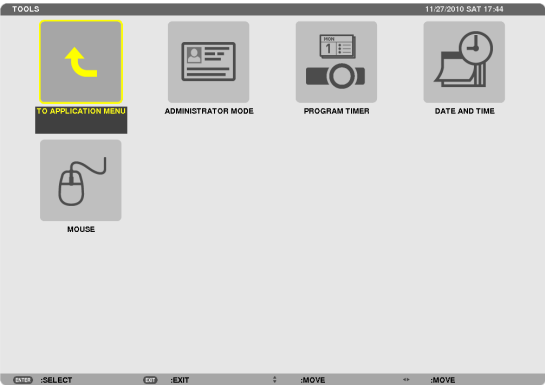 TOOLS 11/27/2010 SAT 17:44
MON
1
TO APPLICATION MENU ADMINISTRATOR MODE PROGRAM TIMER DATE AND TIME
MOUSE
ENTER :SELECT EXIT :EXIT :MOVE :MOVE